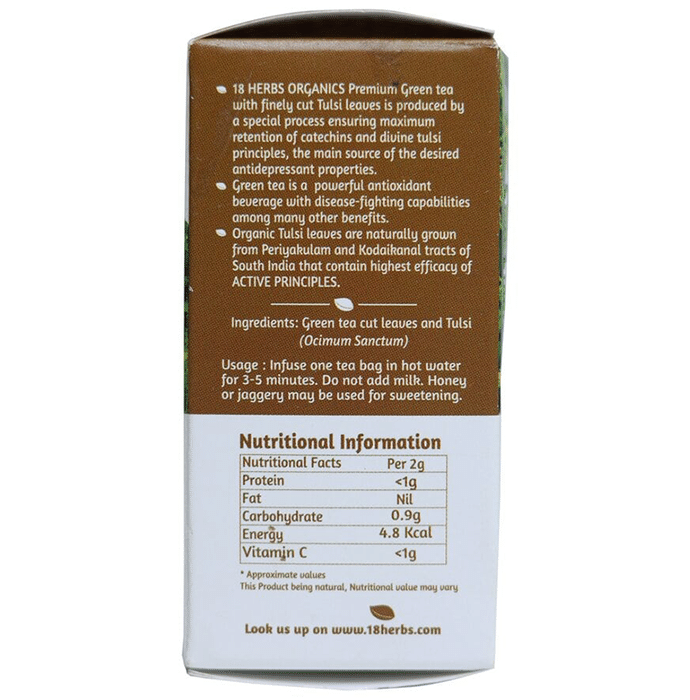 18 HERBS ORGANICS Premium Green tea
with finely cut Tulsi leaves is produced by
a special process ensuring maximum
retention of catechins and divine tulsi
principles, the main source of the desired
antidepressant properties.
Green tea is a powerful antioxidant
beverage with disease-fighting capabilities
among many other benefits.
Organic Tulsi leaves are naturally grown
from Periyakulam and Kodaikanal tracts of
South India that contain highest efficacy of
ACTIVE PRINCIPLES.
Ingredients: Green tea cut leaves and Tulsi
(Ocimum Sanctum)
Usage : Infuse one tea bag in hot water
for 3-5 minutes. Do not add milk. Honey
or jaggery may be used for sweetening.
Nutritional Information
Nutritional Facts Per 2g
Protein <1g
Fat Nil
Carbohydrate 0.9g
Energy 4.8 Kcal
Vitamin C <1g
* Approximate values
This Product being natural, Nutritional value may vary
Look us up on www.18herbs.com